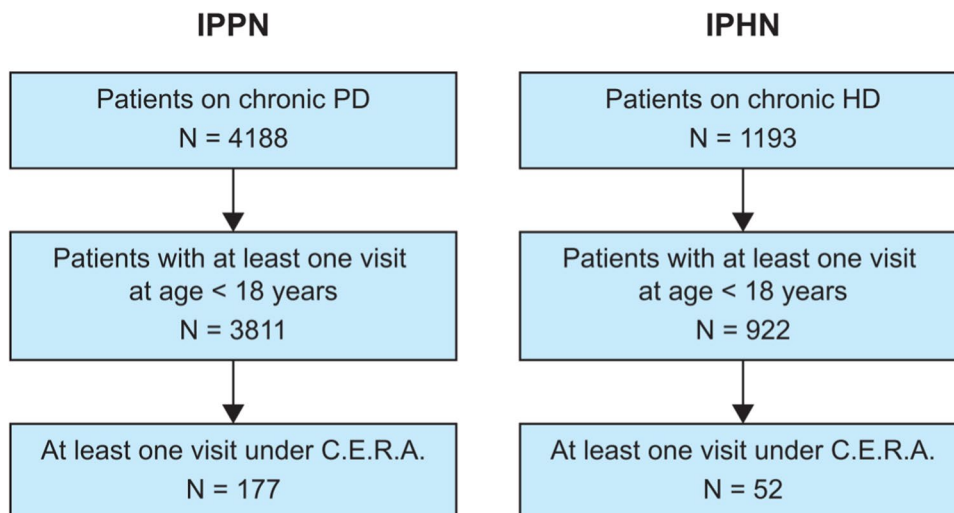 IPPN
Patients on chronic PD
N = 4188
Patients with at least one visit
at age < 18 years
N = 3811
At least one visit under C.E.R.A.
N = 177
IPHN
Patients on chronic HD
N = 1193
Patients with at least one visit
at age < 18 years
N = 922
At least one visit under C.E.R.A.
N = 52